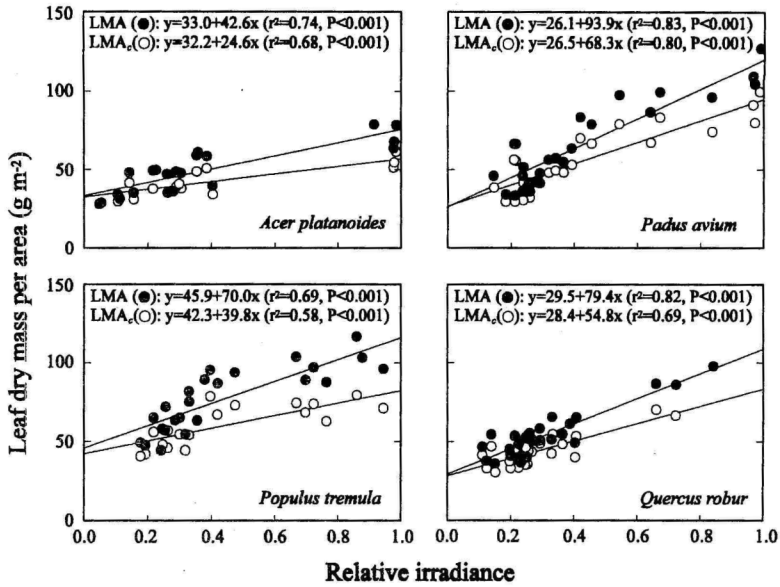 LMA (●): y=33.0+42.6x (r²=0.74, P<0.001)
LMAc(○): y=32.2+24.6x (r²=0.68, P<0.001)
LMA (●): y=26.1+93.9x (r²=0.83, P<0.001)
LMAc(○): y=26.5+68.3x (r²=0.80, P<0.001)
150
100
50
0
Acer platanoides
Padus avium
LMA (●): y=45.9+70.0x (r²=0.69, P<0.001)
LMAc(○): y=42.3+39.8x (r²=0.58, P<0.001)
LMA (●): y=29.5+79.4x (r²=0.82, P<0.001)
LMAc(○): y=28.4+54.8x (r²=0.69, P<0.001)
150
100
50
0
Populus tremula
Quercus robur
0.0 0.2 0.4 0.6 0.8 1.0
0.0 0.2 0.4 0.6 0.8 1.0
Leaf dry mass per area (g m-2)
Relative irradiance